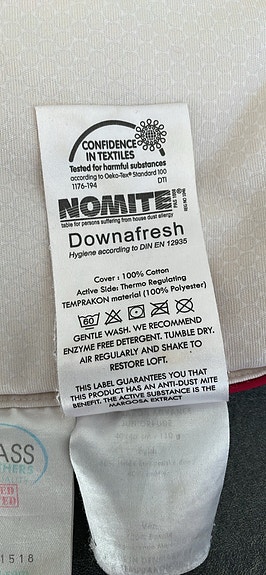 CONFIDENCE
IN TEXTILES
Tested for harmful substances
according to Oeko-Tex® Standard 100
1176-194 DTI
NOMITE®
table for persons suffering from house dust allergy
Downafresh
Hygiene according to DIN EN 12935
Cover : 100% Cotton
Active Side: Thermo Regulating
TEMPRAKON material (100% Polyester)
60
GENTLE WASH. WE RECOMMEND
ENZYME FREE DETERGENT. TUMBLE DRY.
AIR REGULARLY AND SHAKE TO
RESTORE LOFT.
THIS LABEL GUARANTEES YOU THAT
THIS PRODUCT HAS AN ANTI-DUST MITE
BENEFIT. THE ACTIVE SUBSTANCE IS THE
MARGOSA EXTRACT
ASS
1518